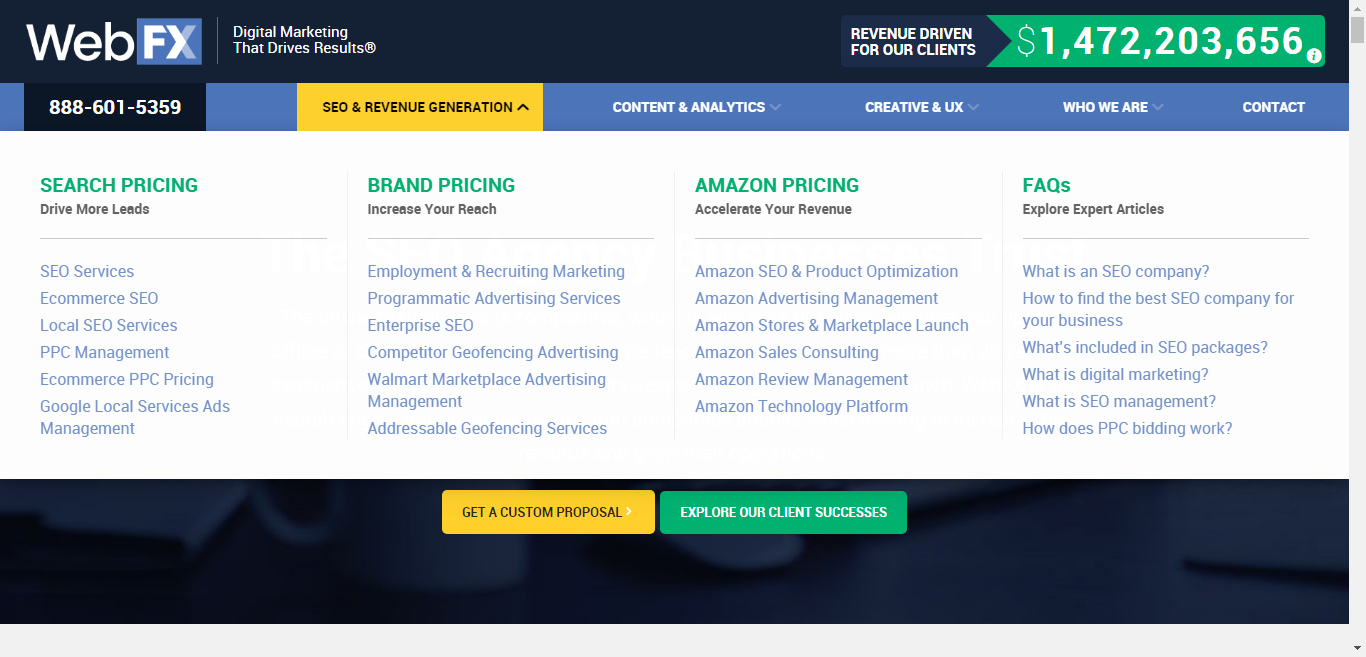 WebFX
Digital Marketing
That Drives Results®
REVENUE DRIVEN
FOR OUR CLIENTS
$1,472,203,656
i
888-601-5359
SEO & REVENUE GENERATION
CONTENT & ANALYTICS
CREATIVE & UX
WHO WE ARE
CONTACT
SEARCH PRICING
Drive More Leads
SEO Services
Ecommerce SEO
Local SEO Services
PPC Management
Ecommerce PPC Pricing
Google Local Services Ads
Management
BRAND PRICING
Increase Your Reach
Employment & Recruiting Marketing
Programmatic Advertising Services
Enterprise SEO
Competitor Geofencing Advertising
Walmart Marketplace Advertising
Management
Addressable Geofencing Services
AMAZON PRICING
Accelerate Your Revenue
Amazon SEO & Product Optimization
Amazon Advertising Management
Amazon Stores & Marketplace Launch
Amazon Sales Consulting
Amazon Review Management
Amazon Technology Platform
FAQs
Explore Expert Articles
What is an SEO company?
How to find the best SEO company for
your business
What's included in SEO packages?
What is digital marketing?
What is SEO management?
How does PPC bidding work?
The SEO Agency Businesses Trust
GET A CUSTOM PROPOSAL
EXPLORE OUR CLIENT SUCCESSES